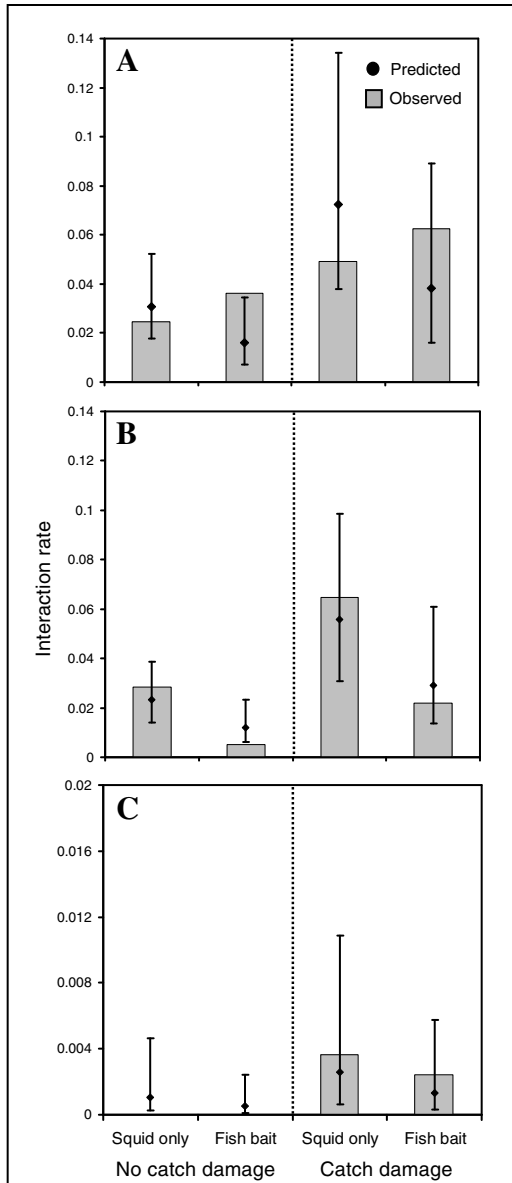 A
Predicted
Observed
0.14
0.12
0.1
0.08
0.06
0.04
0.02
0
B
0.14
0.12
0.1
0.08
0.06
0.04
0.02
0
Interaction rate
C
0.02
0.016
0.012
0.008
0.004
0
Squid only Fish bait Squid only Fish bait
No catch damage Catch damage